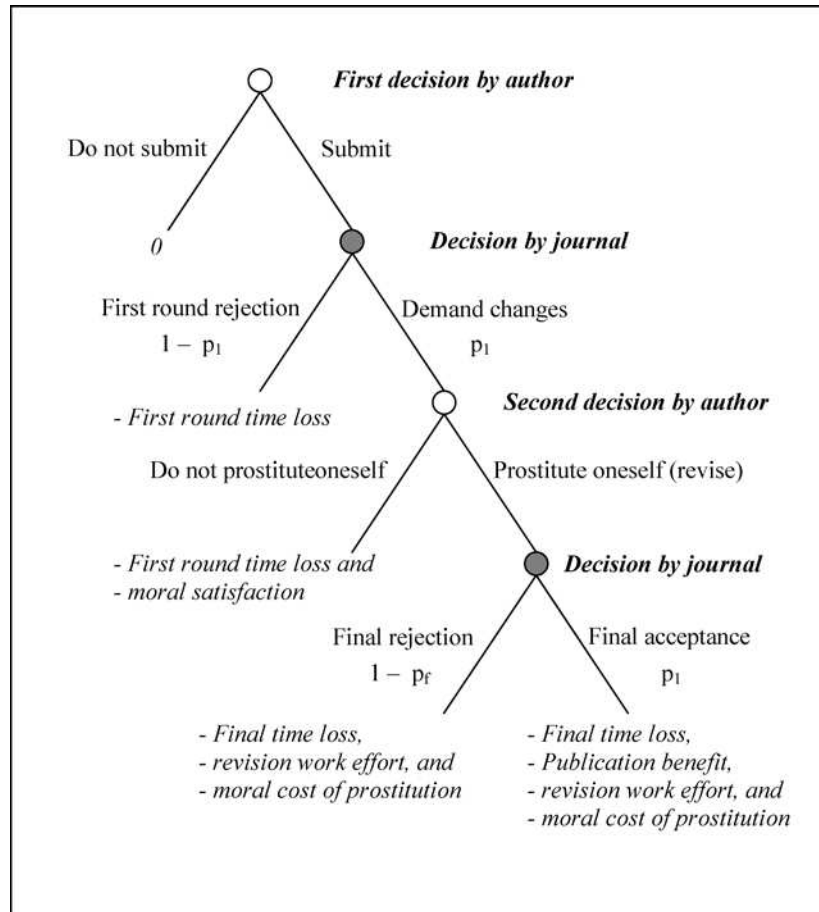 First decision by author
Do not submit
Submit
0
Decision by journal
First round rejection
Demand changes
1 – p₁
p₁
- First round time loss
Second decision by author
Do not prostituteoneself
Prostitute oneself (revise)
- First round time loss and
- moral satisfaction
Decision by journal
Final rejection
Final acceptance
1 – p_f
p₁
- Final time loss,
- revision work effort, and
- moral cost of prostitution
- Final time loss,
- Publication benefit,
- revision work effort, and
- moral cost of prostitution